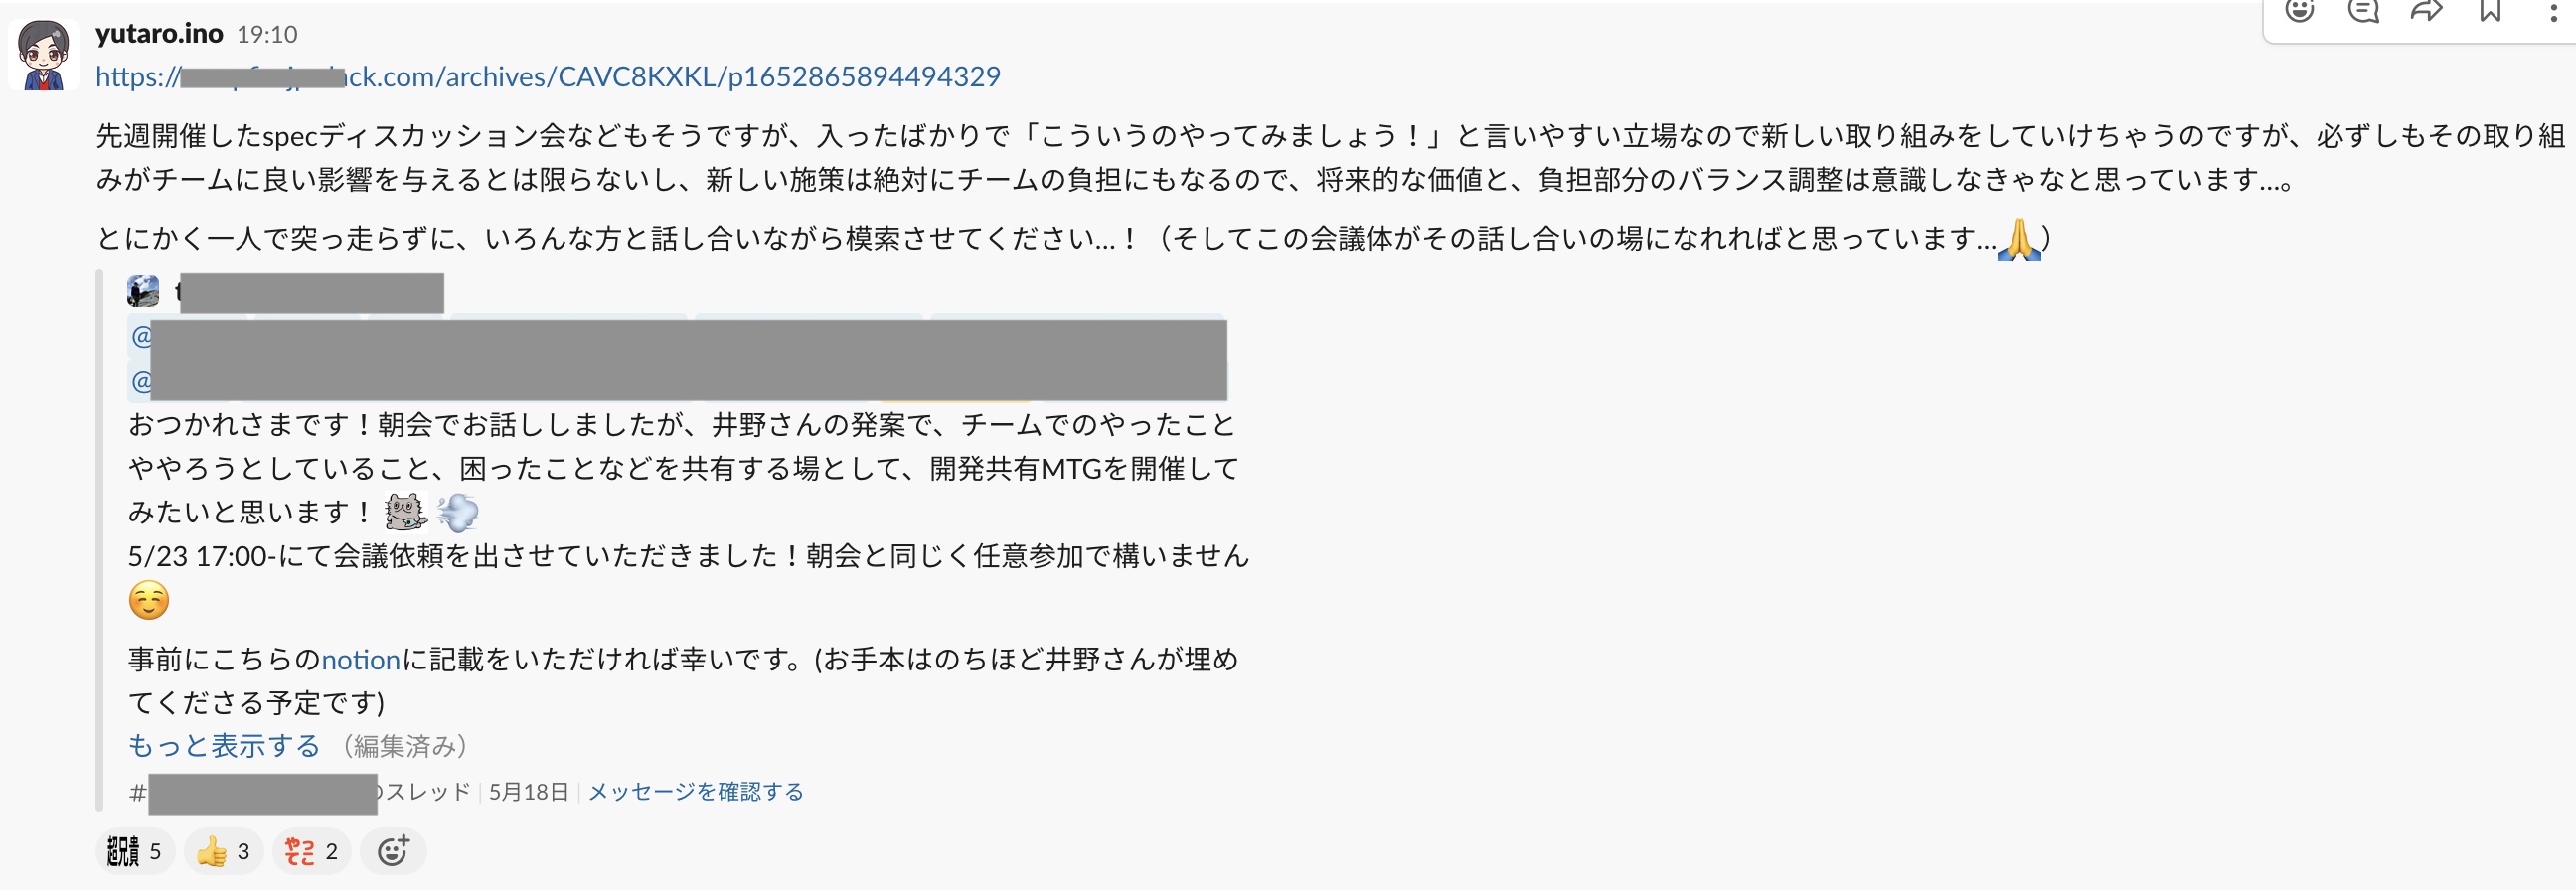 yutaro.ino 19:10
https:// ck.com/archives/CAVC8KXKL/p1652865894494329
先週開催したspecディスカッション会などもそうですが、入ったばかりで「こういうのやってみましょう！」と言いやすい立場なので新しい取り組みをしていけちゃうのですが、必ずしもその取り組
みがチームに良い影響を与えるとは限らないし、新しい施策は絶対にチームの負担にもなるので、将来的な価値と、負担部分のバランス調整は意識しなきゃなと思っています...。
とにかく一人で突っ走らずに、いろんな方と話し合いながら模索させてください...！（そしてこの会議体がその話し合いの場になれればと思っています...🙏）
@
@
おつかれさまです！朝会でお話ししましたが、井野さんの発案で、チームでのやったこと
ややろうとしていること、困ったことなどを共有する場として、開発共有MTGを開催して
みたいと思います！💨
5/23 17:00-にて会議依頼を出させていただきました！朝会と同じく任意参加で構いません
☺️
事前にこちらのnotionに記載をいただければ幸いです。(お手本はのちほど井野さんが埋め
てくださる予定です)
もっと表示する （編集済み）
# スレッド | 5月18日 | メッセージを確認する
超兄貴 5 👍 3 やってこ 2